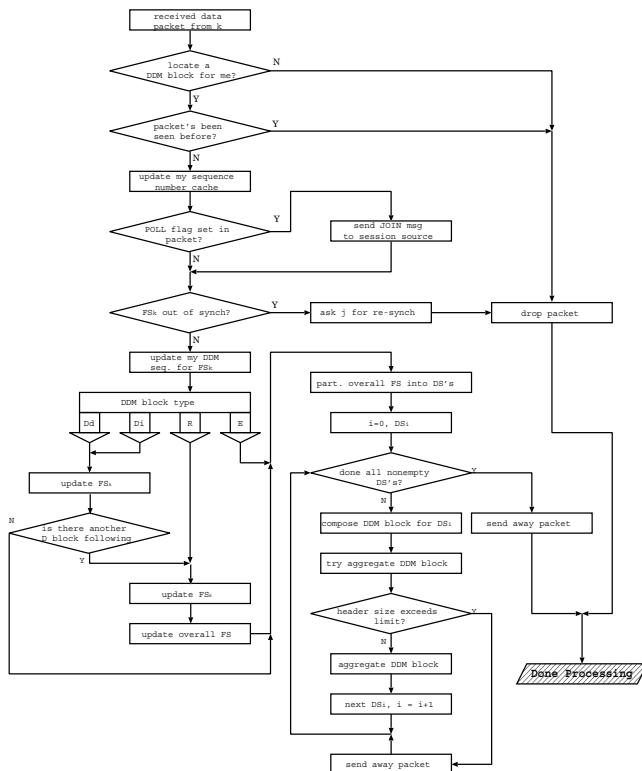 received data
packet from k
locate a
DDM block for me?
N
Y
packet's been
seen before?
Y
N
update my sequence
number cache
POLL flag set in
packet?
Y
send JOIN msg
to session source
N
FSk out of synch?
Y
ask j for re-synch
drop packet
N
update my DDM
seq. for FSk
DDM block type
Dd
Di
R
E
update FSk
N
is there another
D block following
Y
update FSk
update overall FS
part. overall FS into DS's
i=0, DSi
done all nonempty
DS's?
Y
N
compose DDM block for DSi
send away packet
try aggregate DDM block
header size exceeds
limit?
Y
N
aggregate DDM block
next DSi, i = i+1
send away packet
Done Processing